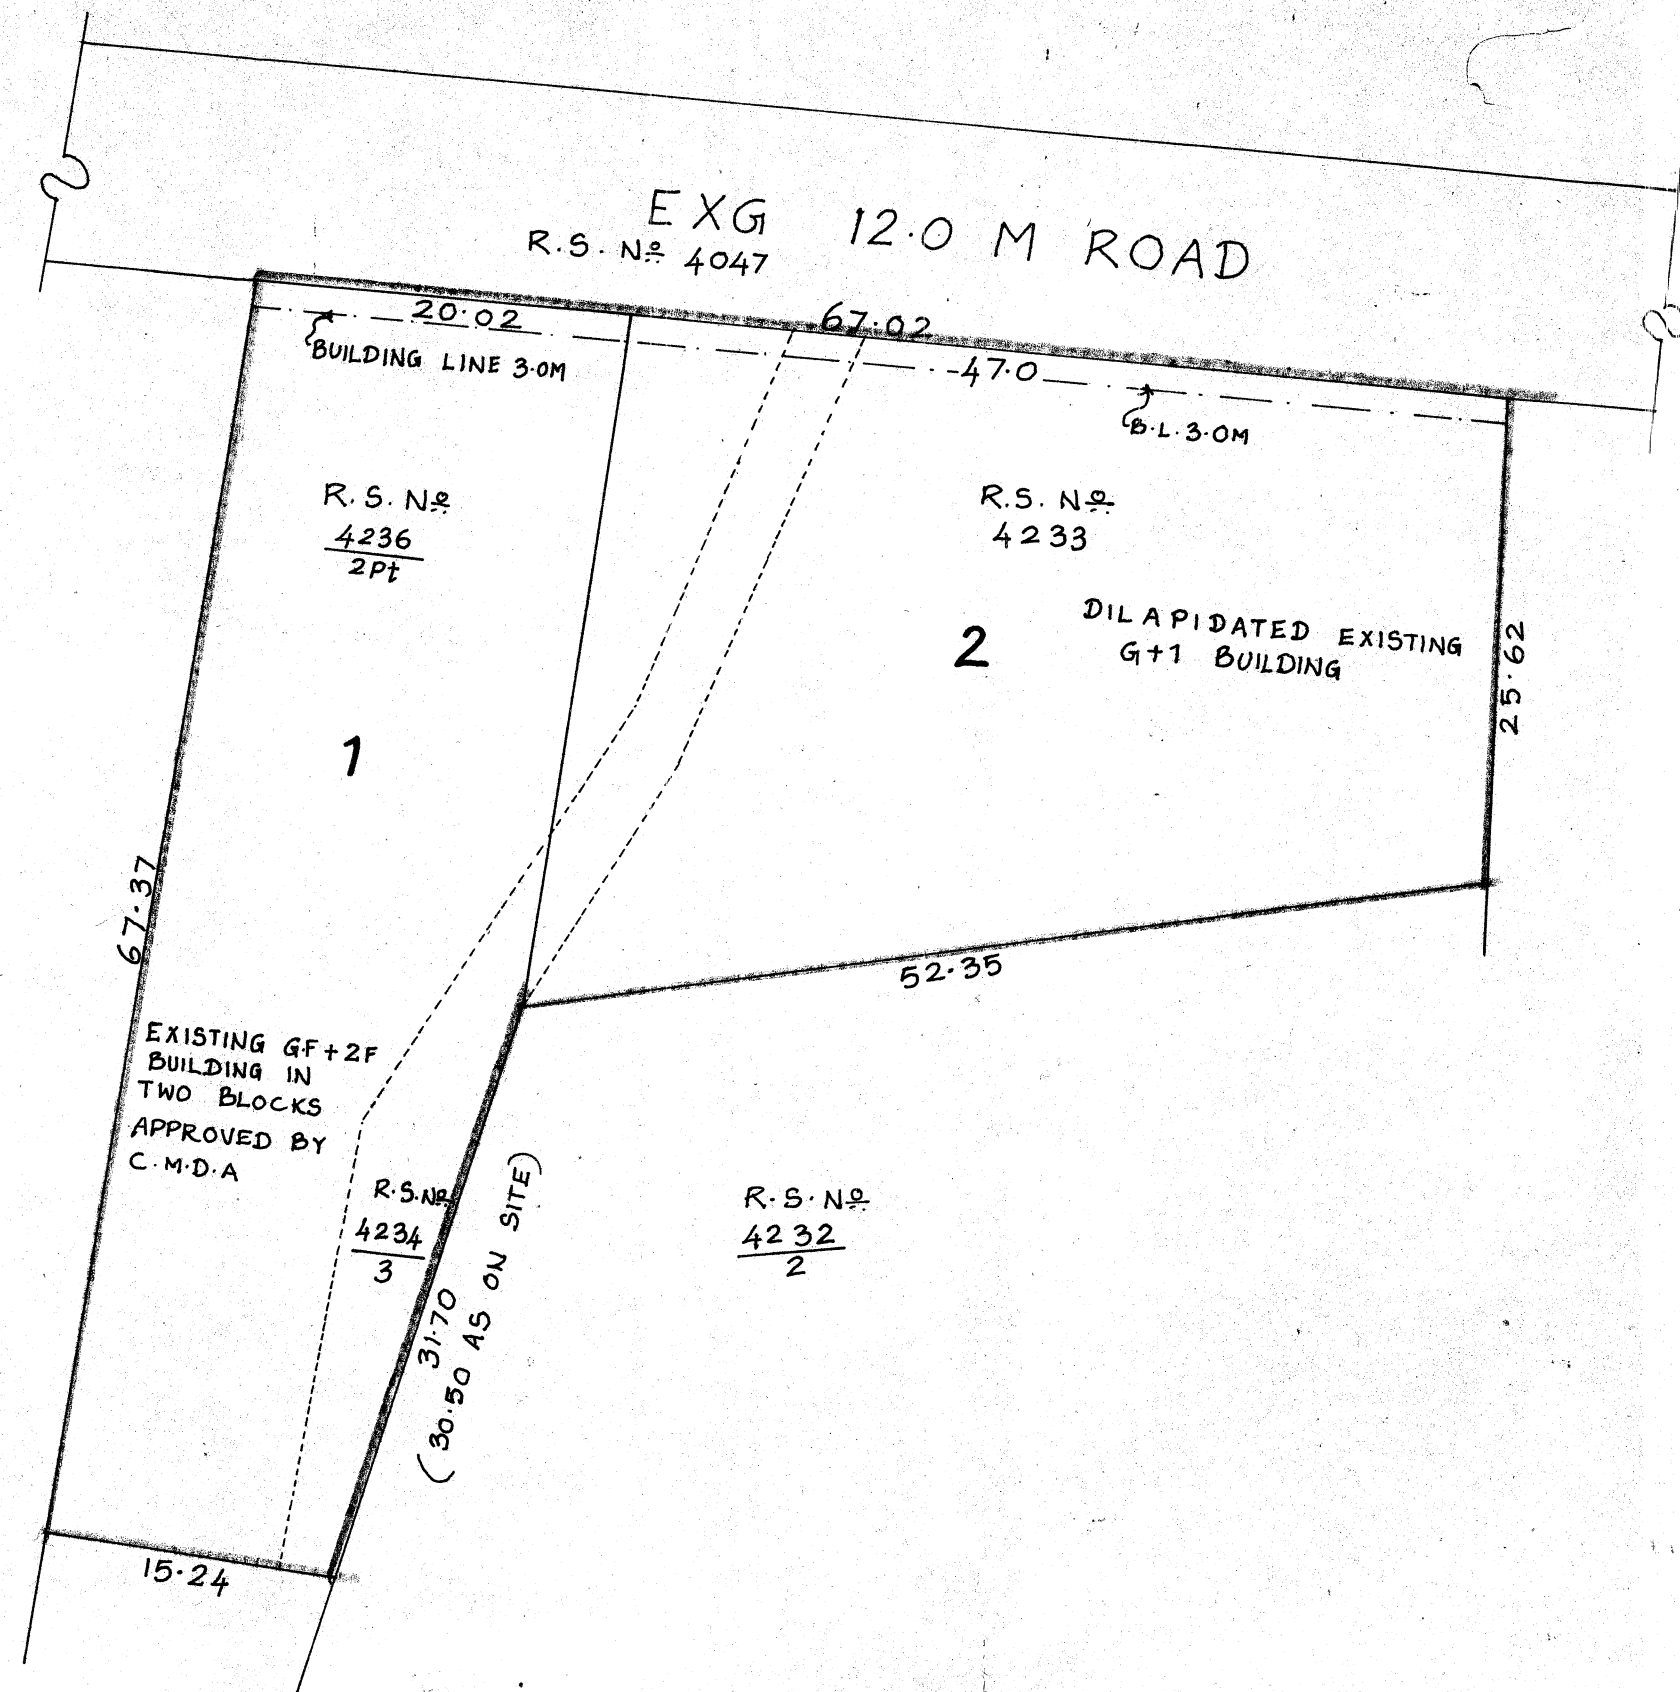 EXG 12.0 M ROAD
R.S. No 4047
20.02
67.02
BUILDING LINE 3.0M
47.0
B.L. 3.0M
R.S. No
4236
2Pt
R.S. No
4233
2
DILAPIDATED EXISTING
G+1 BUILDING
25.62
1
67.37
52.35
EXISTING GF+2F
BUILDING IN
TWO BLOCKS
APPROVED BY
C.M.D.A
R.S.No
4234
3
31.70
(30.50 AS ON SITE)
R.S.No
4232
2
15.24